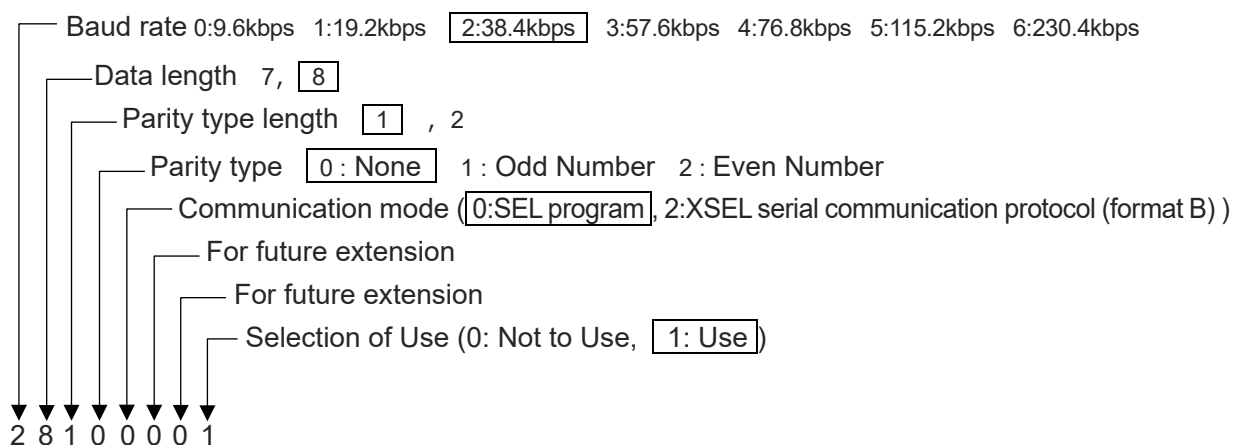 Baud rate 0:9.6kbps 1:19.2kbps 2:38.4kbps 3:57.6kbps 4:76.8kbps 5:115.2kbps 6:230.4kbps
Data length 7, 8
Parity type length 1 , 2
Parity type 0 : None 1 : Odd Number 2 : Even Number
Communication mode (0:SEL program, 2:XSEL serial communication protocol (format B) )
For future extension
For future extension
Selection of Use (0: Not to Use, 1: Use)
2 8 1 0 0 0 0 1